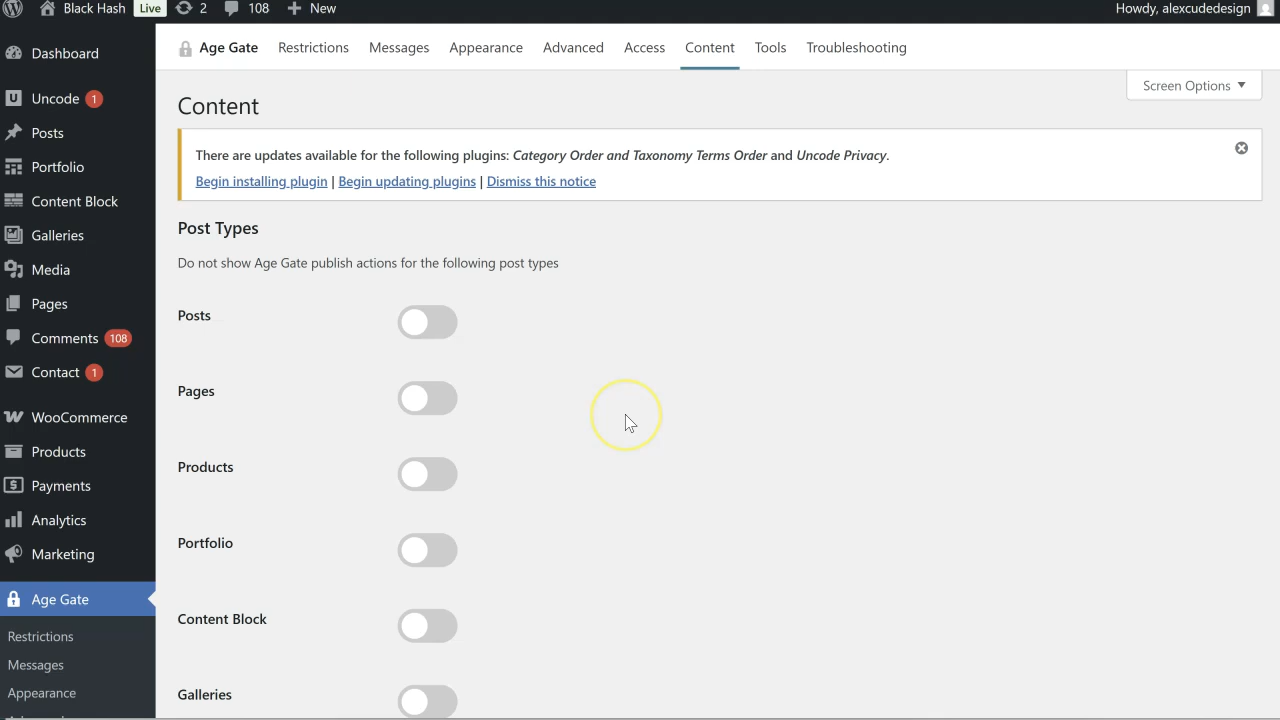 Black Hash Live 2 108 New Howdy, alexcudedesign
Dashboard
Uncode 1
Posts
Portfolio
Content Block
Galleries
Media
Pages
Comments 108
Contact 1
WooCommerce
Products
Payments
Analytics
Marketing
Age Gate
Restrictions
Messages
Appearance
Age Gate Restrictions Messages Appearance Advanced Access Content Tools Troubleshooting
Screen Options
Content
There are updates available for the following plugins: Category Order and Taxonomy Terms Order and Uncode Privacy.
Begin installing plugin | Begin updating plugins | Dismiss this notice
Post Types
Do not show Age Gate publish actions for the following post types
Posts
Pages
Products
Portfolio
Content Block
Galleries